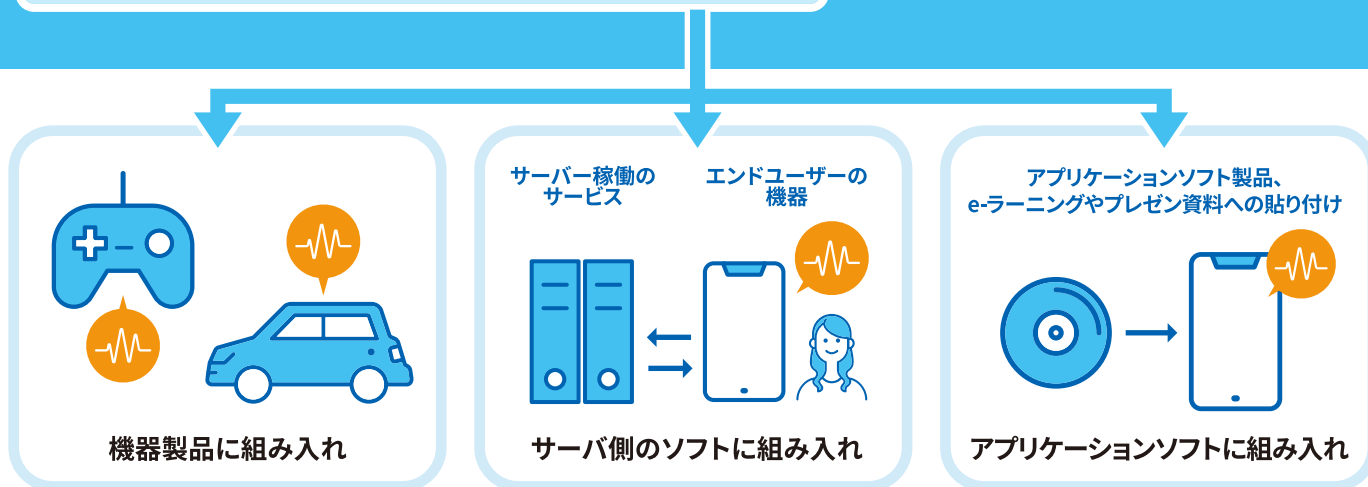 サーバー稼働の
サービス
エンドユーザーの
機器
アプリケーションソフト製品、
e-ラーニングやプレゼン資料への貼り付け
機器製品に組み入れ
サーバ側のソフトに組み入れ
アプリケーションソフトに組み入れ